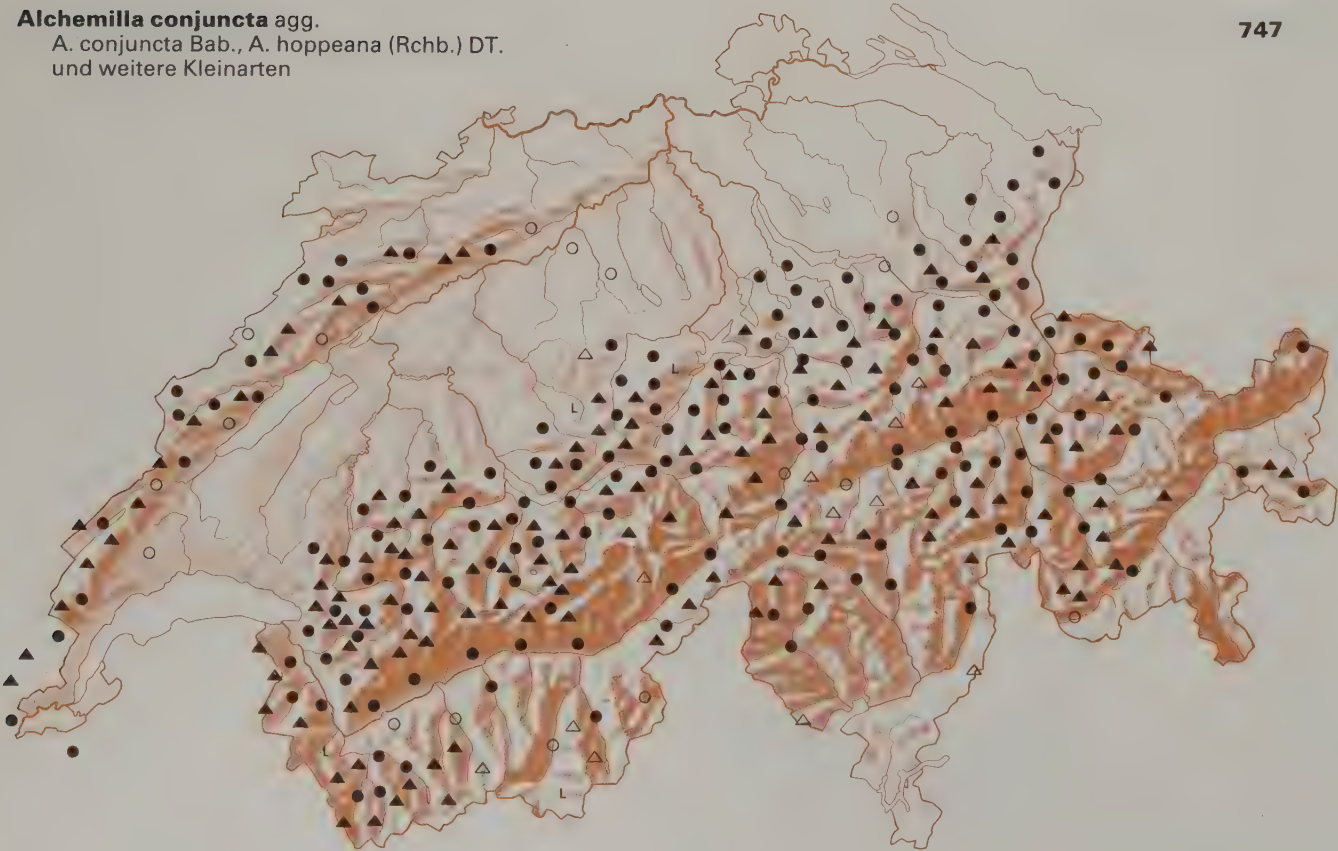 Alchemilla conjuncta agg.
A. conjuncta Bab., A. hoppeana (Rchb.) DT.
und weitere Kleinarten
747
L
L
L
L